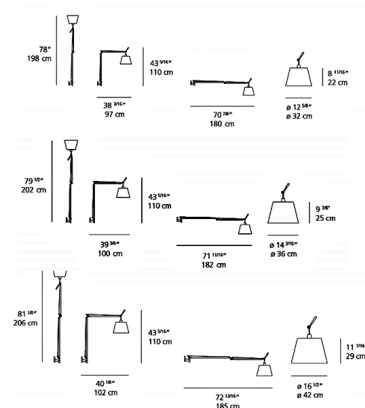 78"
198 cm
38 3/16"
97 cm
43 5/16"
110 cm
70 7/8"
180 cm
8 11/16"
22 cm
ø 12 5/8"
ø 32 cm
79 1/2"
202 cm
39 3/8"
100 cm
43 5/16"
110 cm
71 11/16"
182 cm
9 7/8"
25 cm
ø 14 3/16"
ø 36 cm
81 1/8"
206 cm
40 1/8"
102 cm
43 5/16"
110 cm
72 13/16"
185 cm
11 7/16"
29 cm
ø 16 1/2"
ø 42 cm